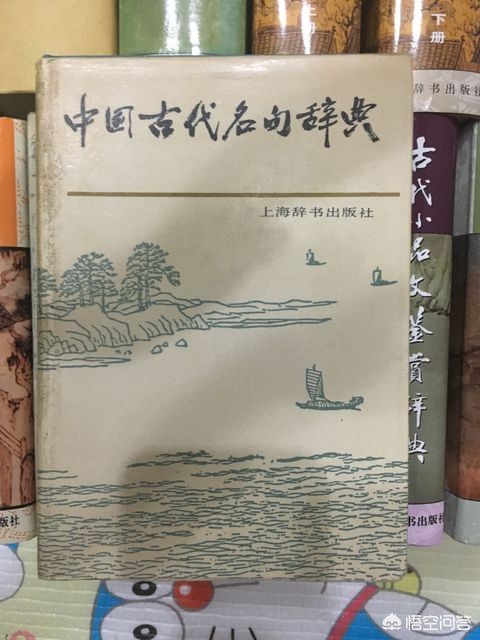 上册
下册
辞书出版社
中国古代名句辞典
上海辞书出版社
古代小品文鉴赏辞典
书出版社
版社
悟空问答